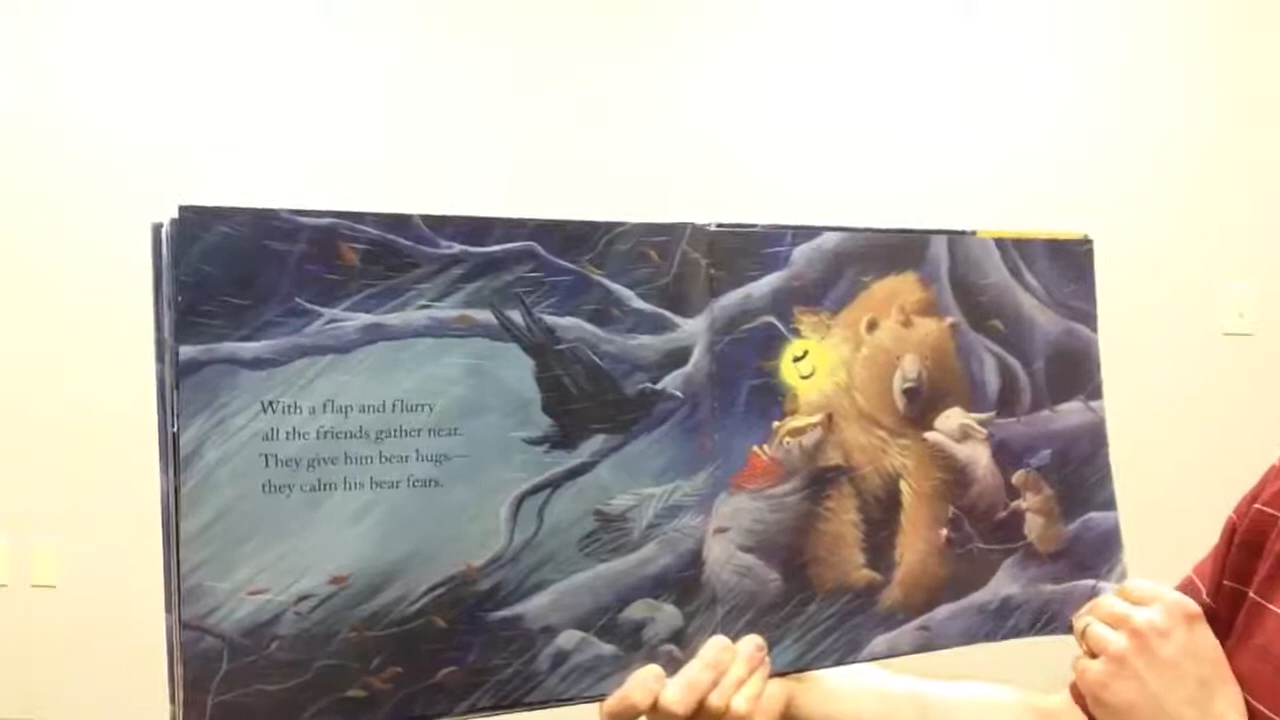 With a flap and flurry
all the friends gather near.
They give him bear hugs—
they calm his bear fears.